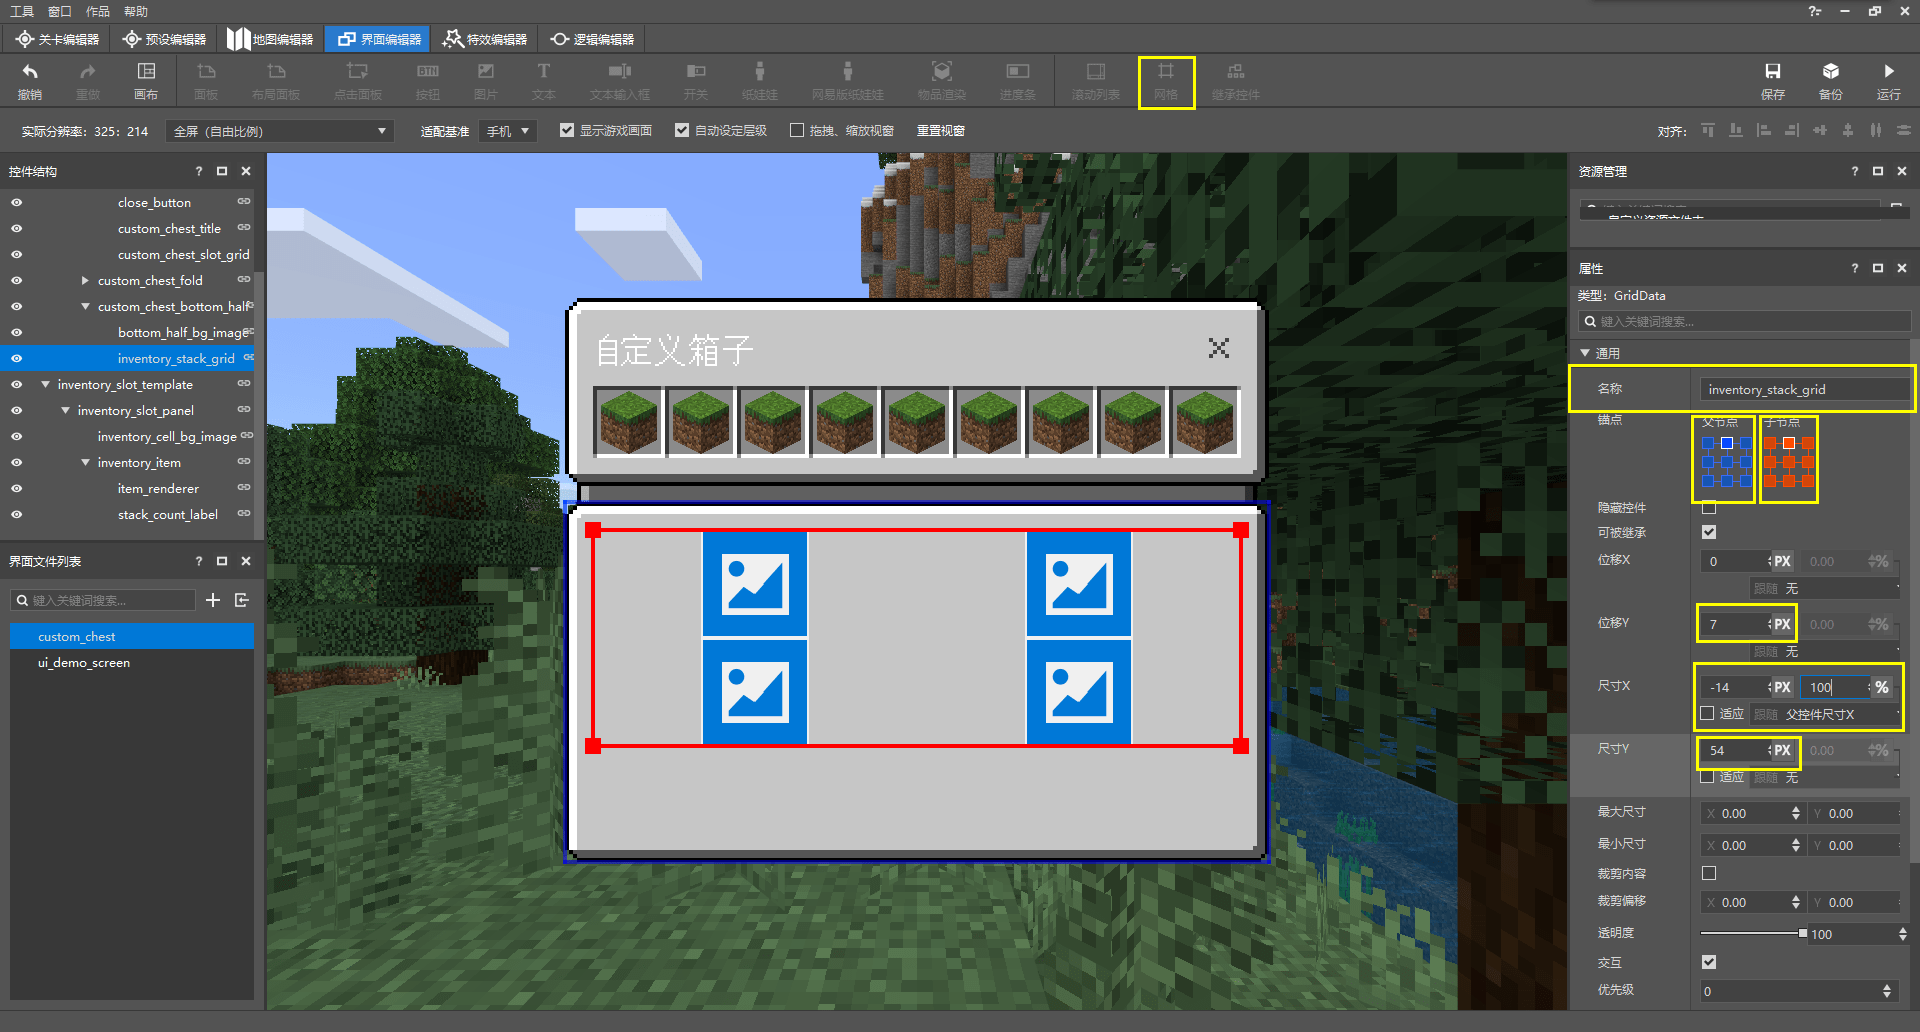 工具 窗口 作品 帮助
关卡编辑器 预设编辑器 地图编辑器 界面编辑器 特效编辑器 逻辑编辑器
撤销 重做 画布 面板 布局面板 点击面板 按钮 图片 文本 文本输入框 开关 纸娃娃 网易版纸娃娃 物品渲染 进度条 滚动列表 网格 继承控件 保存 备份 运行
实际分辨率: 325: 214 全屏（自由比例） 适配基准 手机 显示游戏画面 自动设定层级 拖拽、缩放视窗 重置视窗 对齐:
控件结构
close_button
custom_chest_title
custom_chest_slot_grid
custom_chest_fold
custom_chest_bottom_half
bottom_half_bg_image
inventory_stack_grid
inventory_slot_template
inventory_slot_panel
inventory_cell_bg_image
inventory_item
item_renderer
stack_count_label
界面文件列表
键入关键词搜索...
custom_chest
ui_demo_screen
自定义箱子
资源管理
属性
类型: GridData
键入关键词搜索...
通用
名称 inventory_stack_grid
锚点 父节点 子节点
隐藏控件
可被继承
位移X 0 PX 0.00 %
跟随 无
位移Y 7 PX 0.00 %
跟随 无
尺寸X -14 PX 100 %
适应 跟随 父控件尺寸X
尺寸Y 54 PX 0.00 %
适应 跟随 无
最大尺寸 X 0.00 Y 0.00
最小尺寸 X 0.00 Y 0.00
裁剪内容
裁剪偏移 X 0.00 Y 0.00
透明度 100
交互
优先级 0